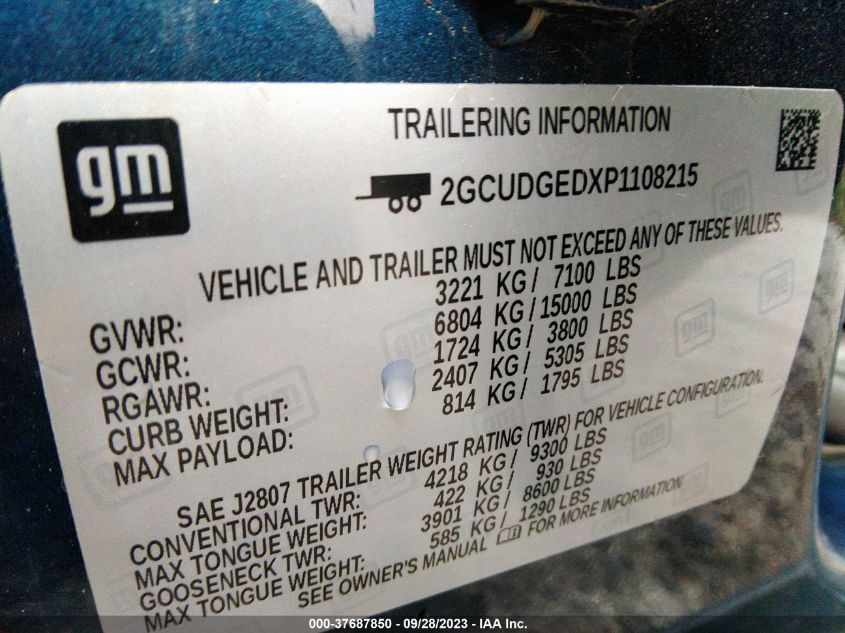 gm
TRAILERING INFORMATION
2GCUDGEDXP1108215
VEHICLE AND TRAILER MUST NOT EXCEED ANY OF THESE VALUES.
GVWR: 3221 KG/ 7100 LBS
GCWR: 6804 KG/15000 LBS
RGAWR: 1724 KG/ 3800 LBS
CURB WEIGHT: 2407 KG/ 5305 LBS
MAX PAYLOAD: 814 KG/ 1795 LBS
SAE J2807 TRAILER WEIGHT RATING (TWR) FOR VEHICLE CONFIGURATION.
CONVENTIONAL TWR: 4218 KG/ 9300 LBS
MAX TONGUE WEIGHT: 422 KG/ 930 LBS
GOOSENECK TWR: 3901 KG/ 8600 LBS
MAX TONGUE WEIGHT: 585 KG/ 1290 LBS
SEE OWNER'S MANUAL FOR MORE INFORMATION
000-37687850 - 09/28/2023 - IAA Inc.